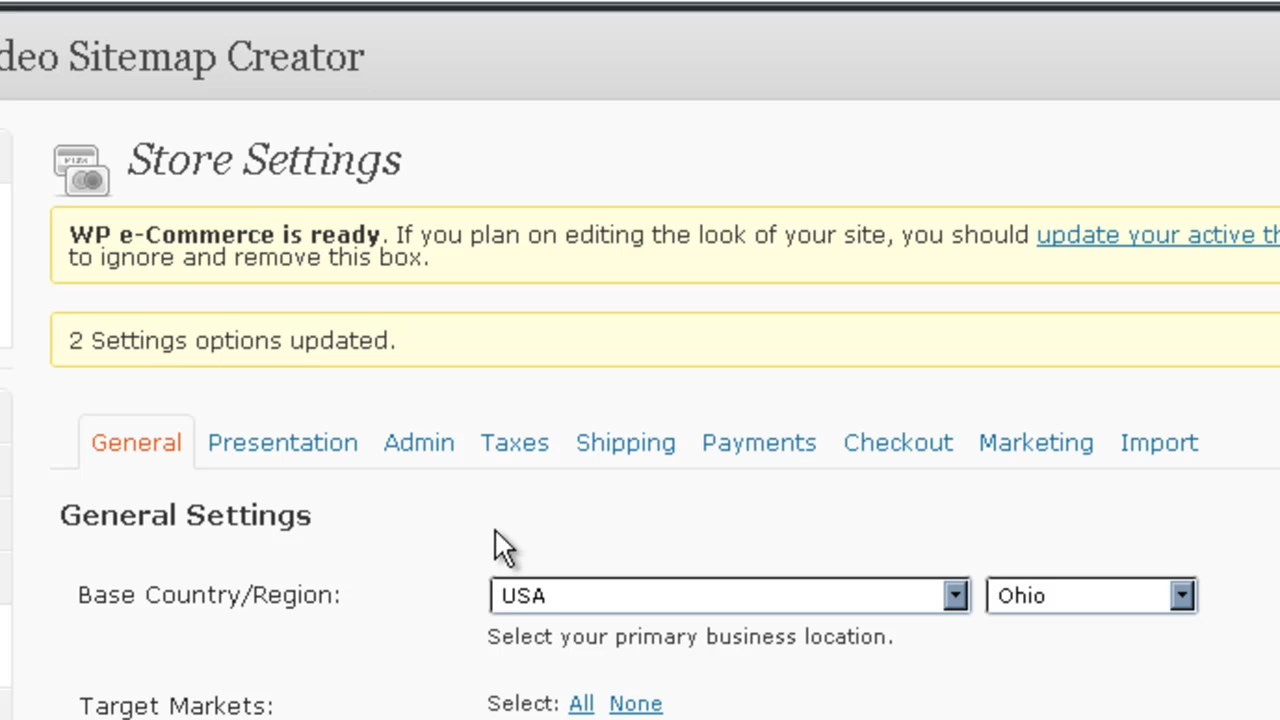 deo Sitemap Creator
Store Settings
WP e-Commerce is ready. If you plan on editing the look of your site, you should update your active th
to ignore and remove this box.
2 Settings options updated.
General Presentation Admin Taxes Shipping Payments Checkout Marketing Import
General Settings
Base Country/Region: USA Ohio
Select your primary business location.
Target Markets: Select: All None